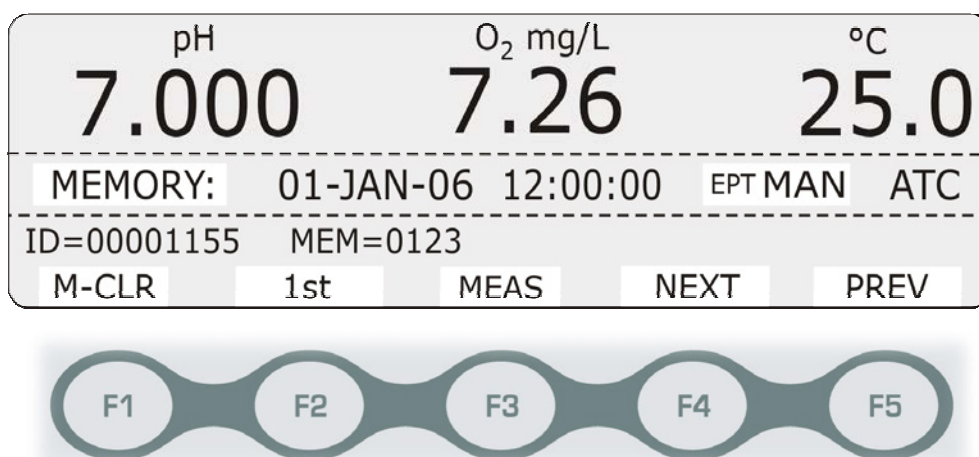 pH O₂ mg/L °C
7.000 7.26 25.0
MEMORY: 01-JAN-06 12:00:00 EPT MAN ATC
ID=00001155 MEM=0123
M-CLR 1st MEAS NEXT PREV
F1 F2 F3 F4 F5